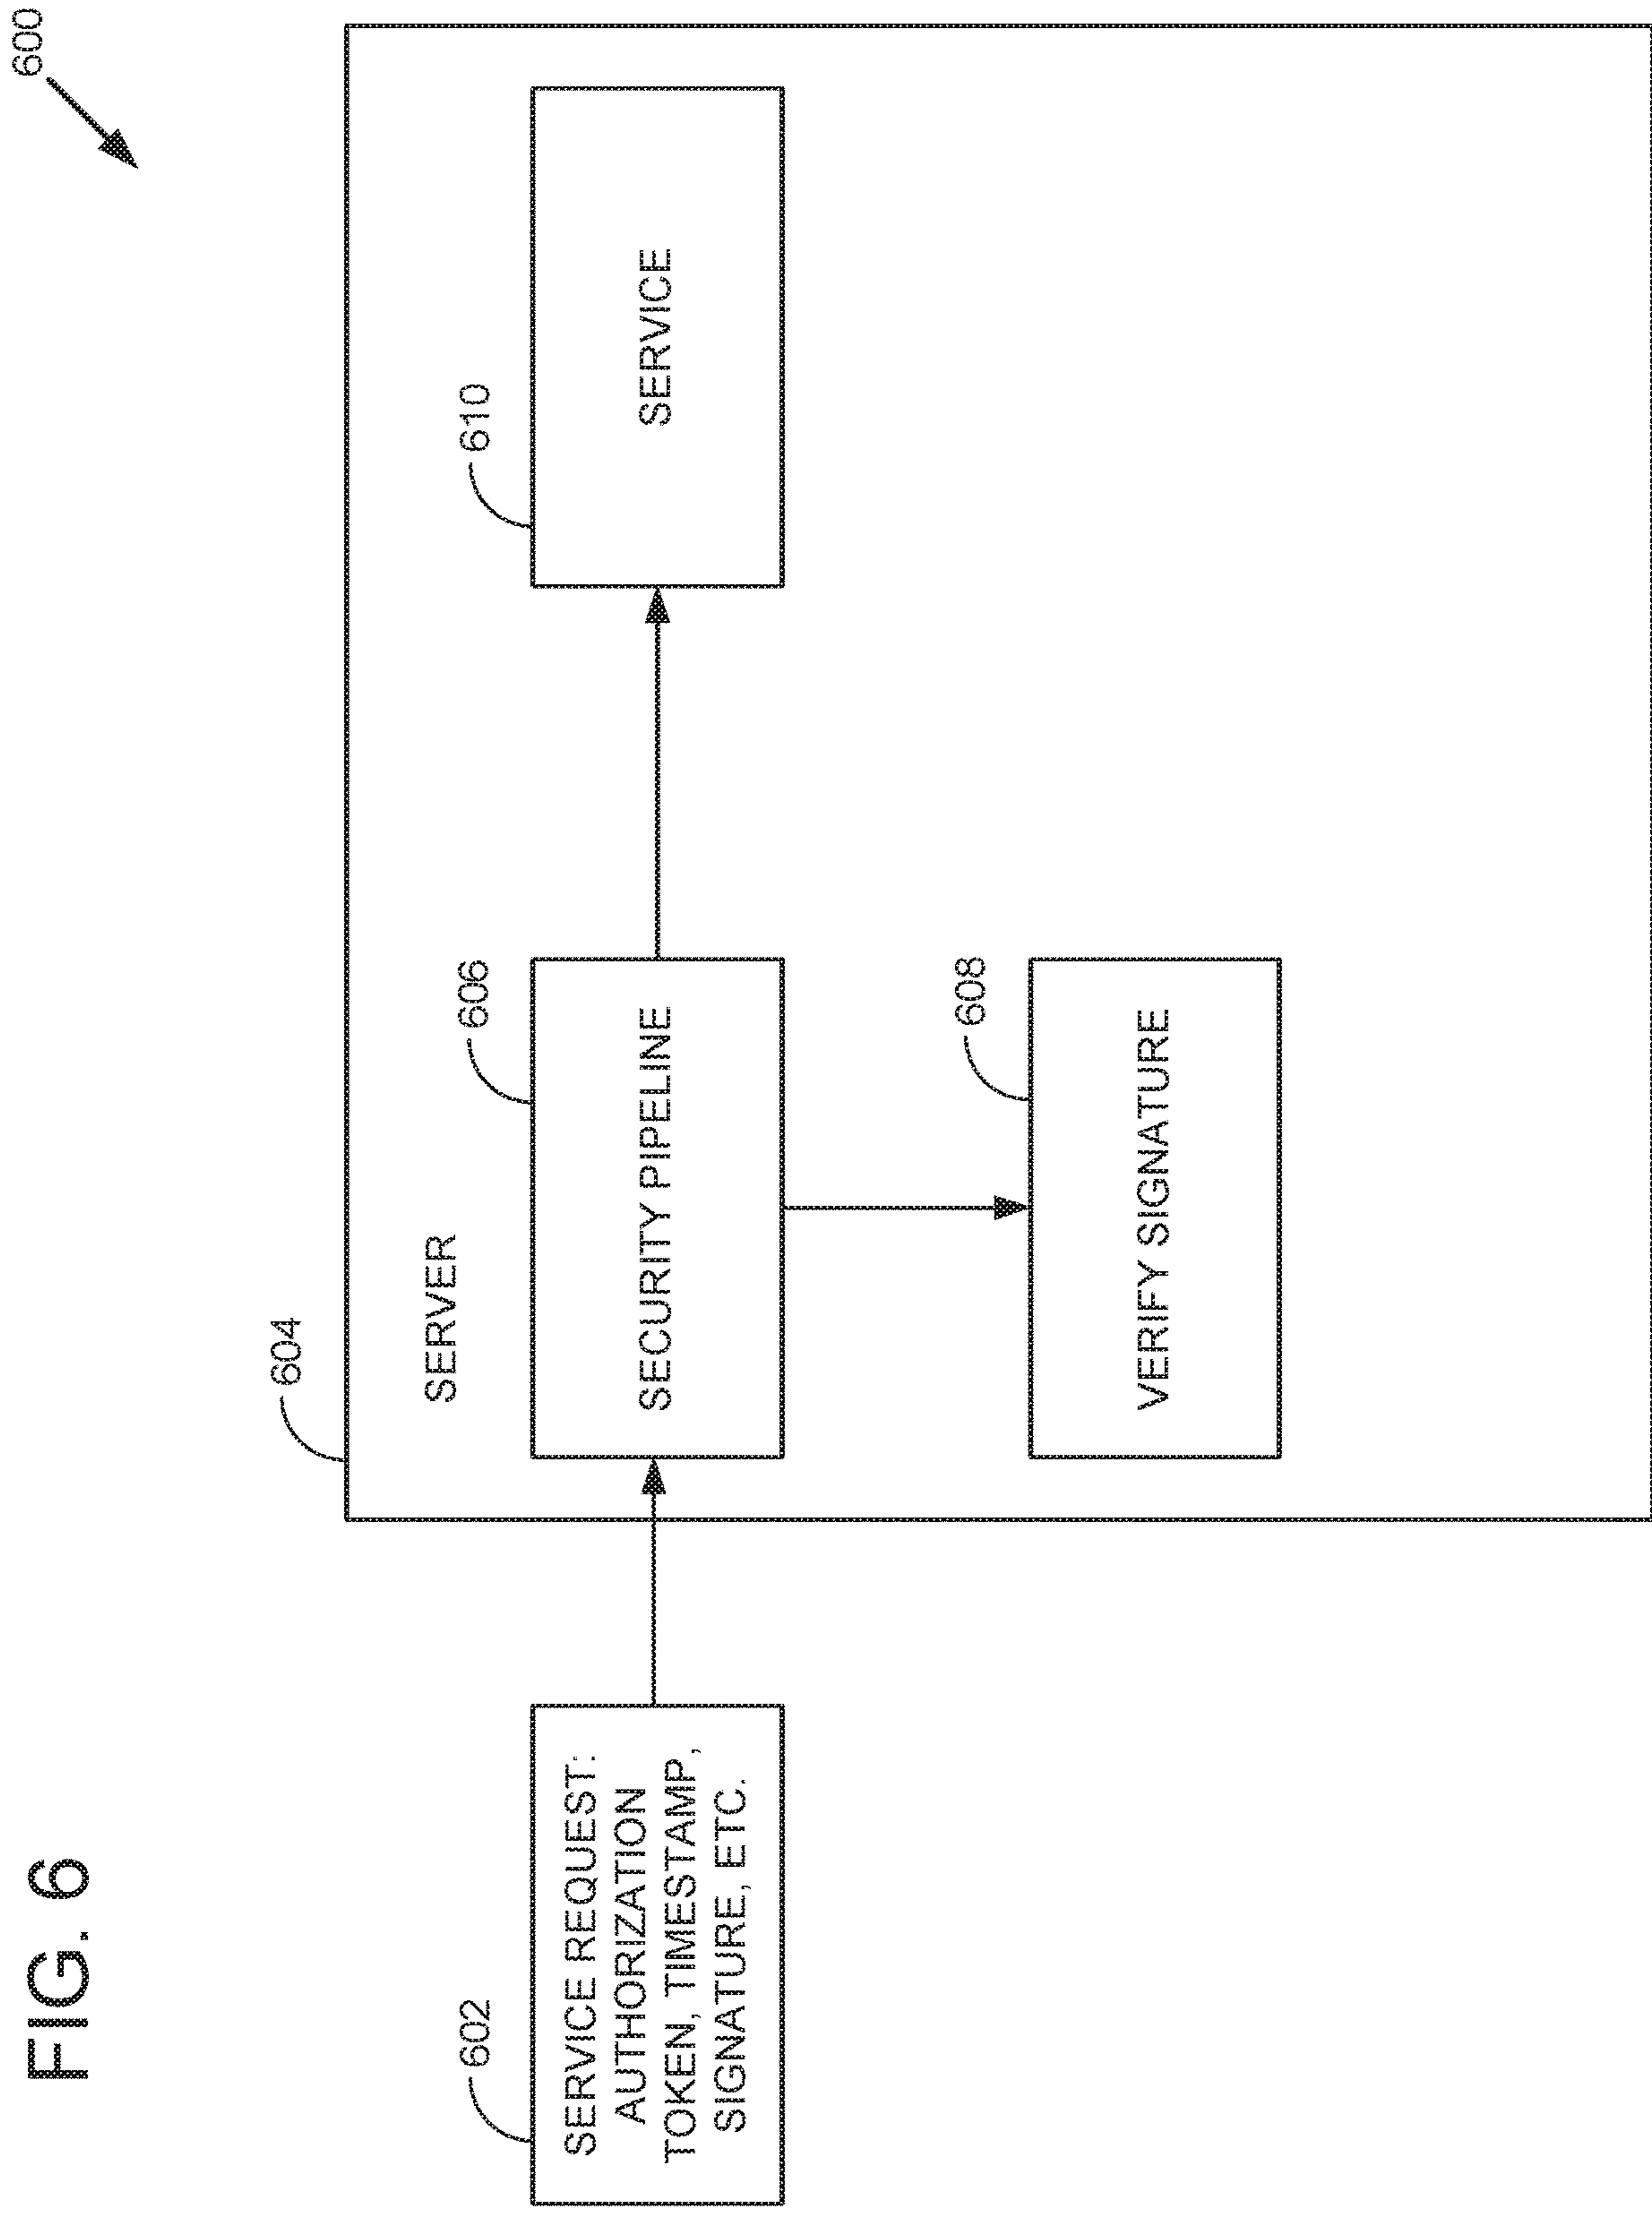 FIG. 6
600
602
SERVICE REQUEST:
AUTHORIZATION
TOKEN, TIMESTAMP,
SIGNATURE, ETC.
604
SERVER
606
SECURITY PIPELINE
610
SERVICE
608
VERIFY SIGNATURE